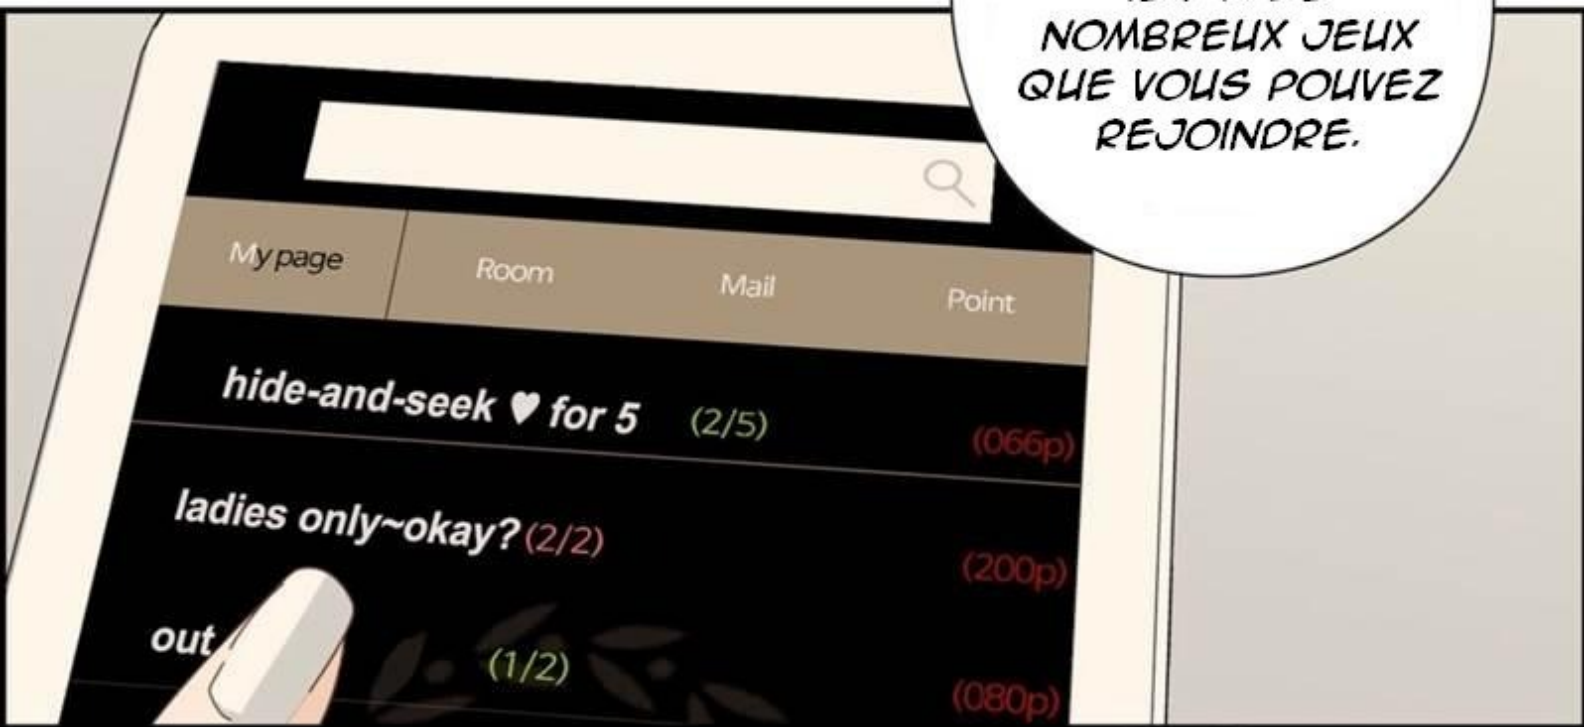 NOMBREUX JEUX
QUE VOUS POUVEZ
REJOINDRE.
My page Room Mail Point
hide-and-seek ♥ for 5 (2/5) (066p)
ladies only~okay? (2/2) (200p)
out (1/2) (080p)